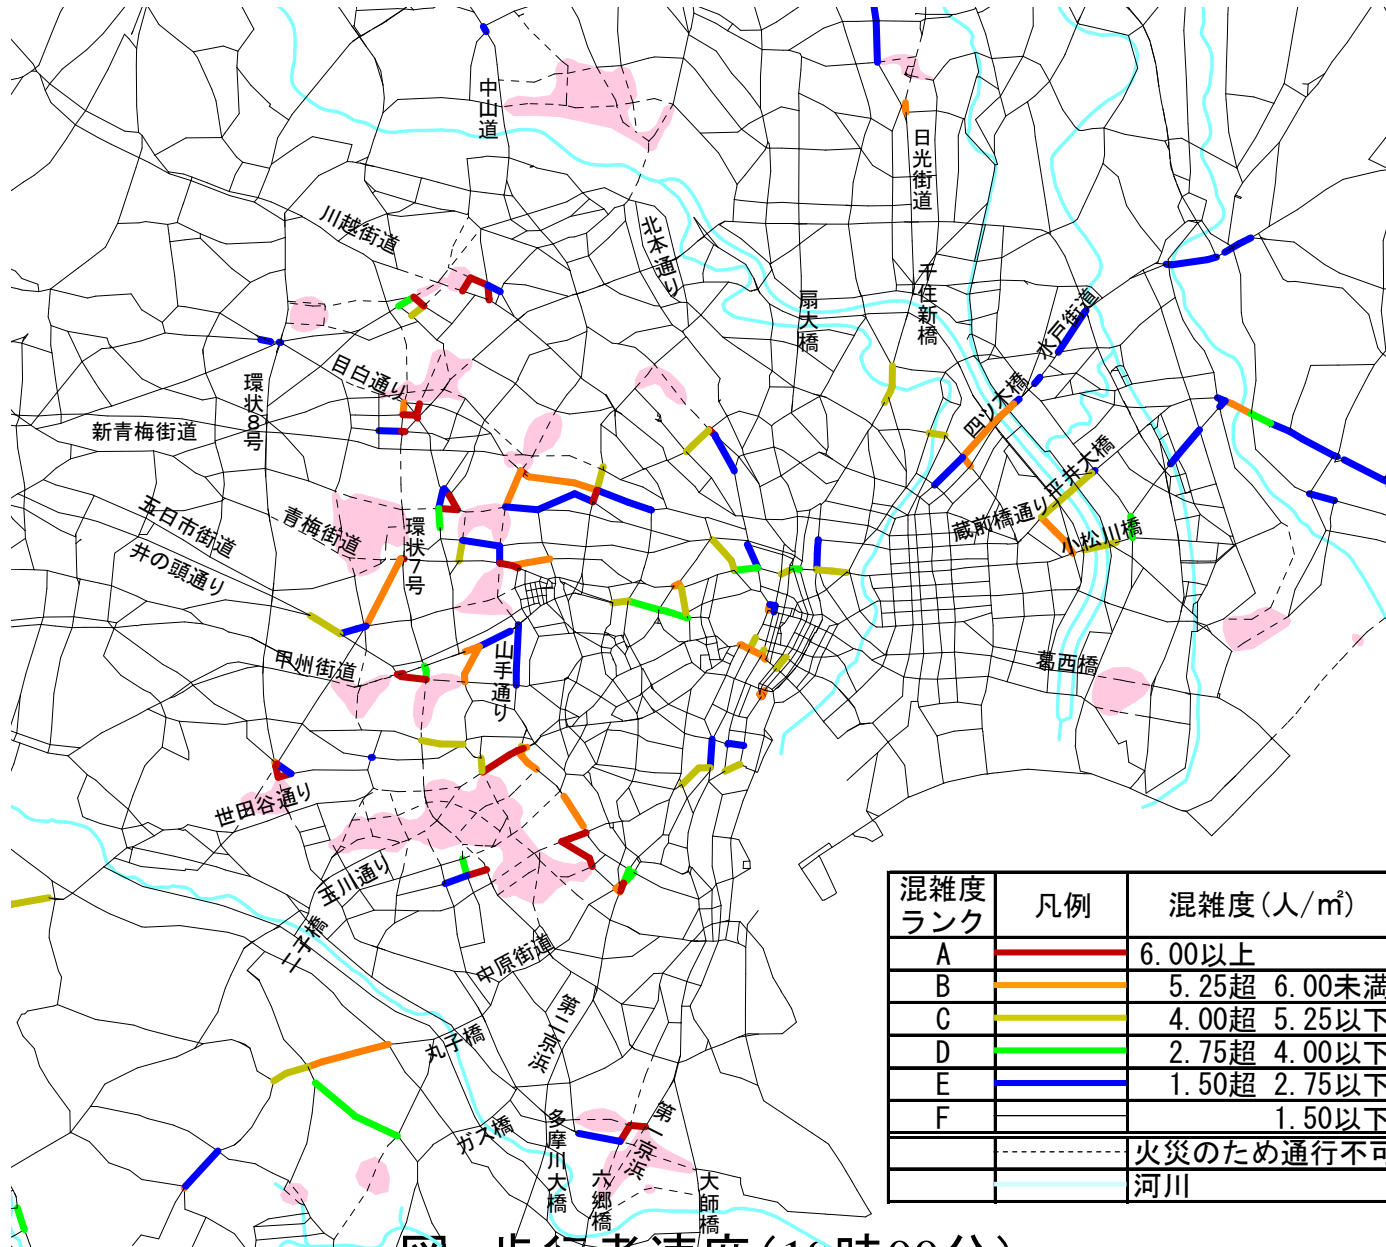 中山道
日光街道
川越街道
北本通り
扇大橋
千住新橋
水戸街道
目白通り
環状8号
新青梅街道
四ツ木橋
平井大橋
五日市街道
青梅街道
環状7号
蔵前橋通り
小松川橋
井の頭通り
甲州街道
山手通り
葛西橋
世田谷通り
玉川通り
二子橋
中原街道
第二京浜
丸子橋
ガス橋
多摩川大橋
六郷橋
第一京浜
大師橋
混雑度ランク 凡例 混雑度(人/㎡)
A 6.00以上
B 5.25超 6.00未満
C 4.00超 5.25以下
D 2.75超 4.00以下
E 1.50超 2.75以下
F 1.50以下
火災のため通行不可
河川